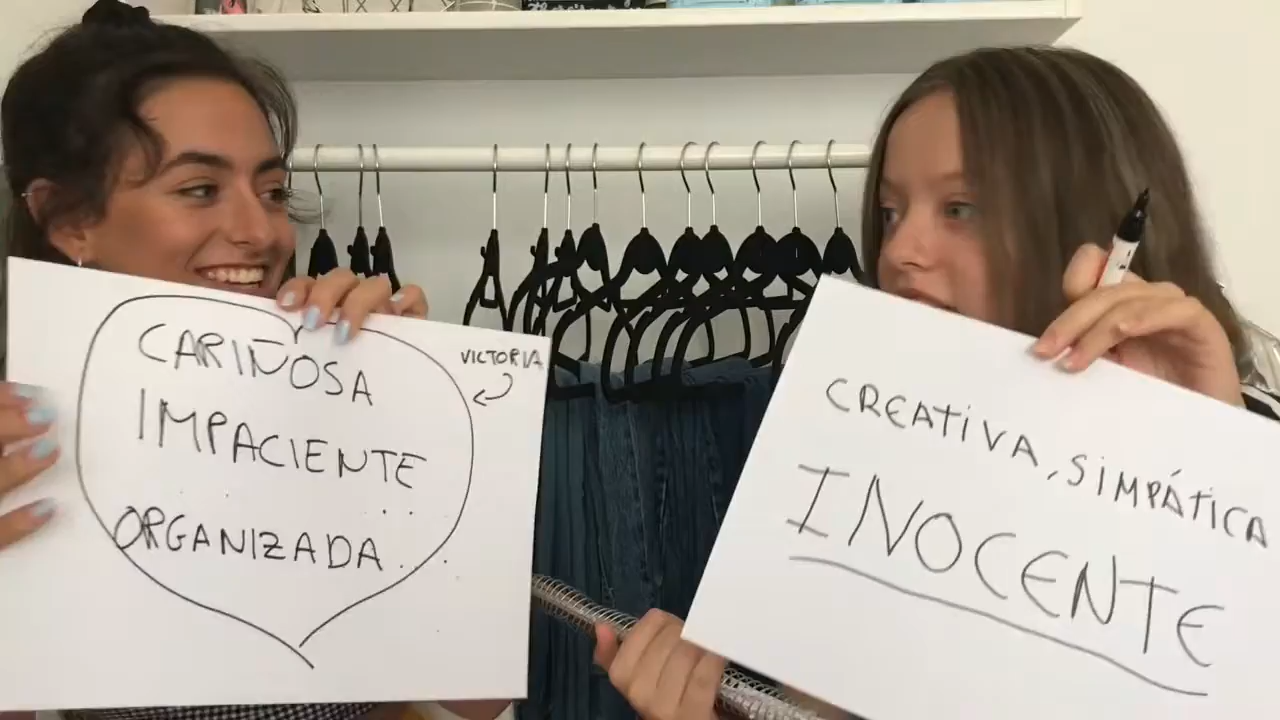 CARIÑOSA
IMPACIENTE
ORGANIZADA...
VICTORIA
CREATIVA, SIMPÁTICA
INOCENTE